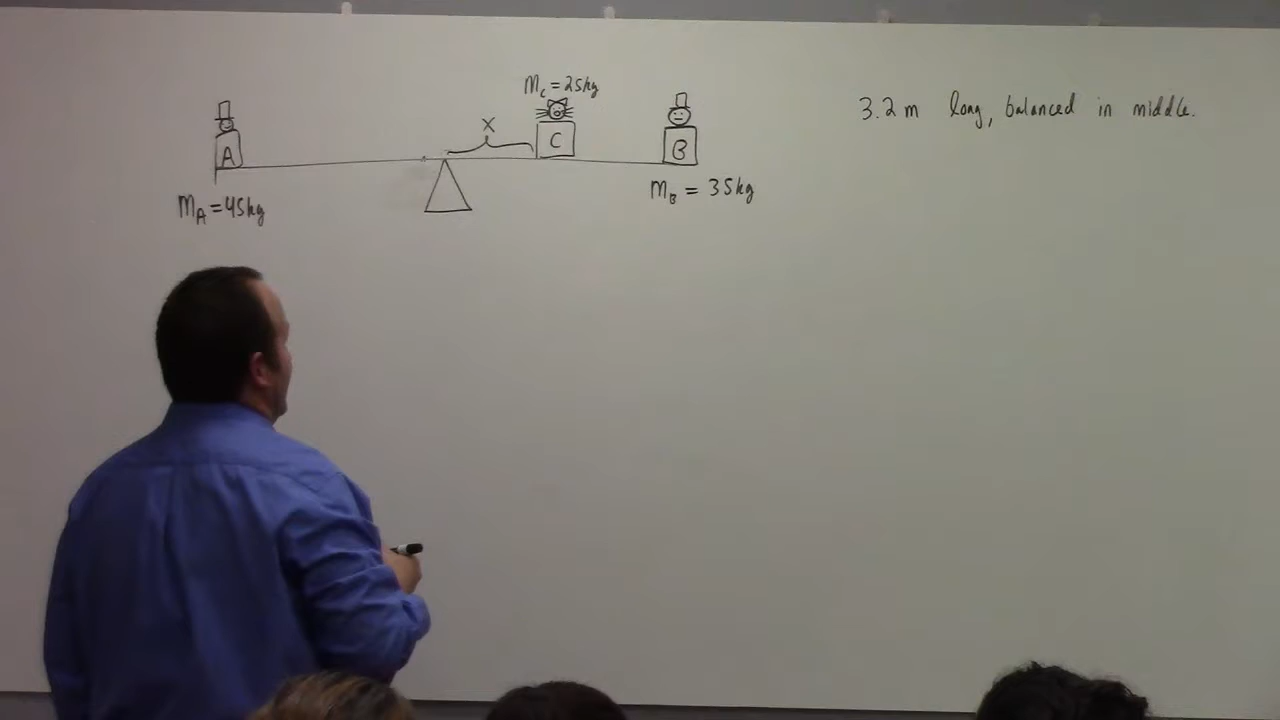 M_C = 25kg
3.2 m long, balanced in middle.
X
A
C
B
M_A = 45kg
M_B = 35kg